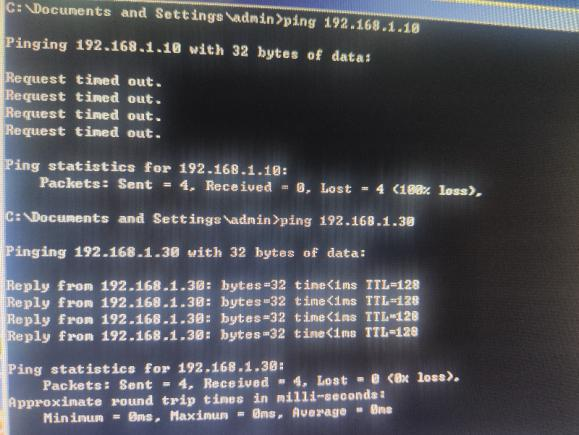 C:\Documents and Settings\admin>ping 192.168.1.10
Pinging 192.168.1.10 with 32 bytes of data:
Request timed out.
Request timed out.
Request timed out.
Request timed out.
Ping statistics for 192.168.1.10:
Packets: Sent = 4, Received = 0, Lost = 4 (100% loss),
C:\Documents and Settings\admin>ping 192.168.1.30
Pinging 192.168.1.30 with 32 bytes of data:
Reply from 192.168.1.30: bytes=32 time<1ms TTL=128
Reply from 192.168.1.30: bytes=32 time<1ms TTL=128
Reply from 192.168.1.30: bytes=32 time<1ms TTL=128
Reply from 192.168.1.30: bytes=32 time<1ms TTL=128
Ping statistics for 192.168.1.30:
Packets: Sent = 4, Received = 4, Lost = 0 (0% loss),
Approximate round trip times in milli-seconds:
Minimum = 0ms, Maximum = 0ms, Average = 0ms